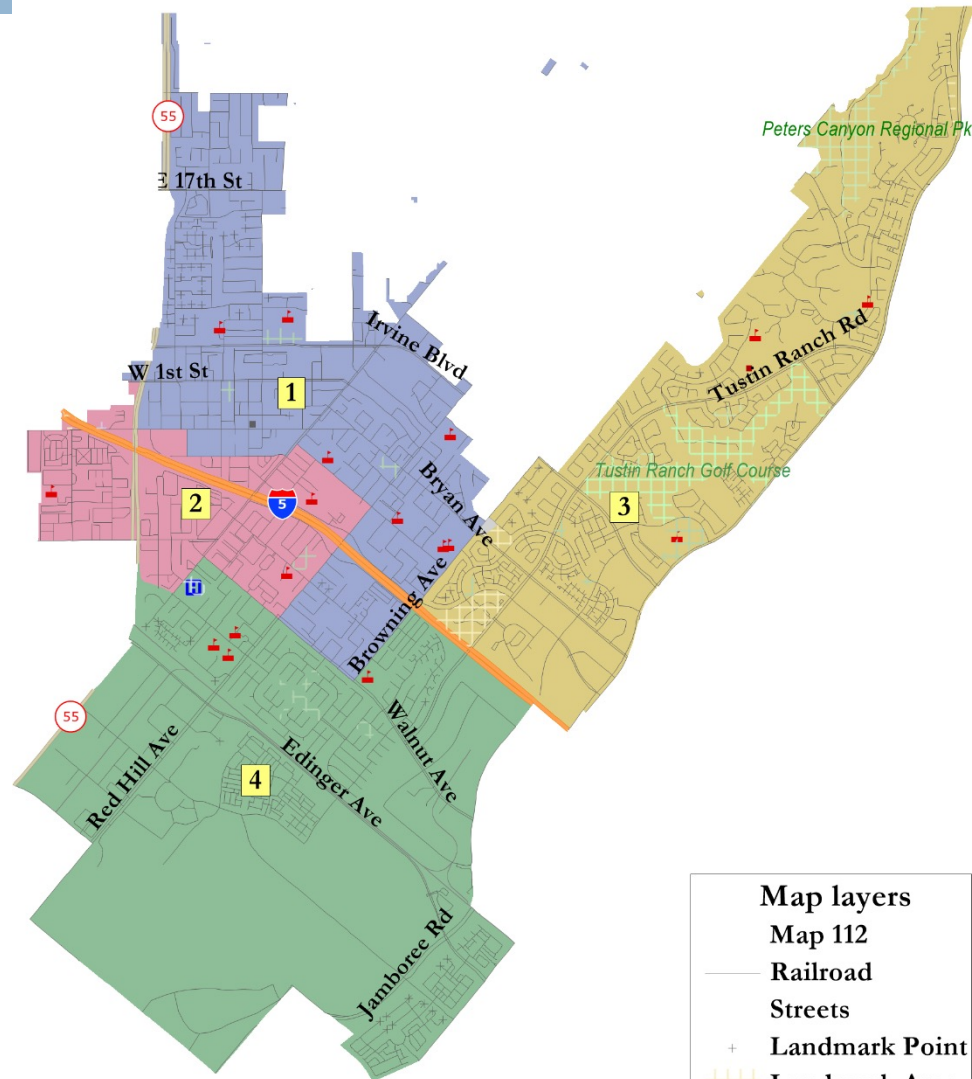 55
Peters Canyon Regional Pk
E 17th St
Irvine Blvd
W 1st St
Tustin Ranch Rd
1
Bryan Ave
Tustin Ranch Golf Course
2
5
3
H
Browning Ave
55
Walnut Ave
Red Hill Ave
Edinger Ave
4
Jamboree Rd
Map layers
Map 112
Railroad
Streets
Landmark Point